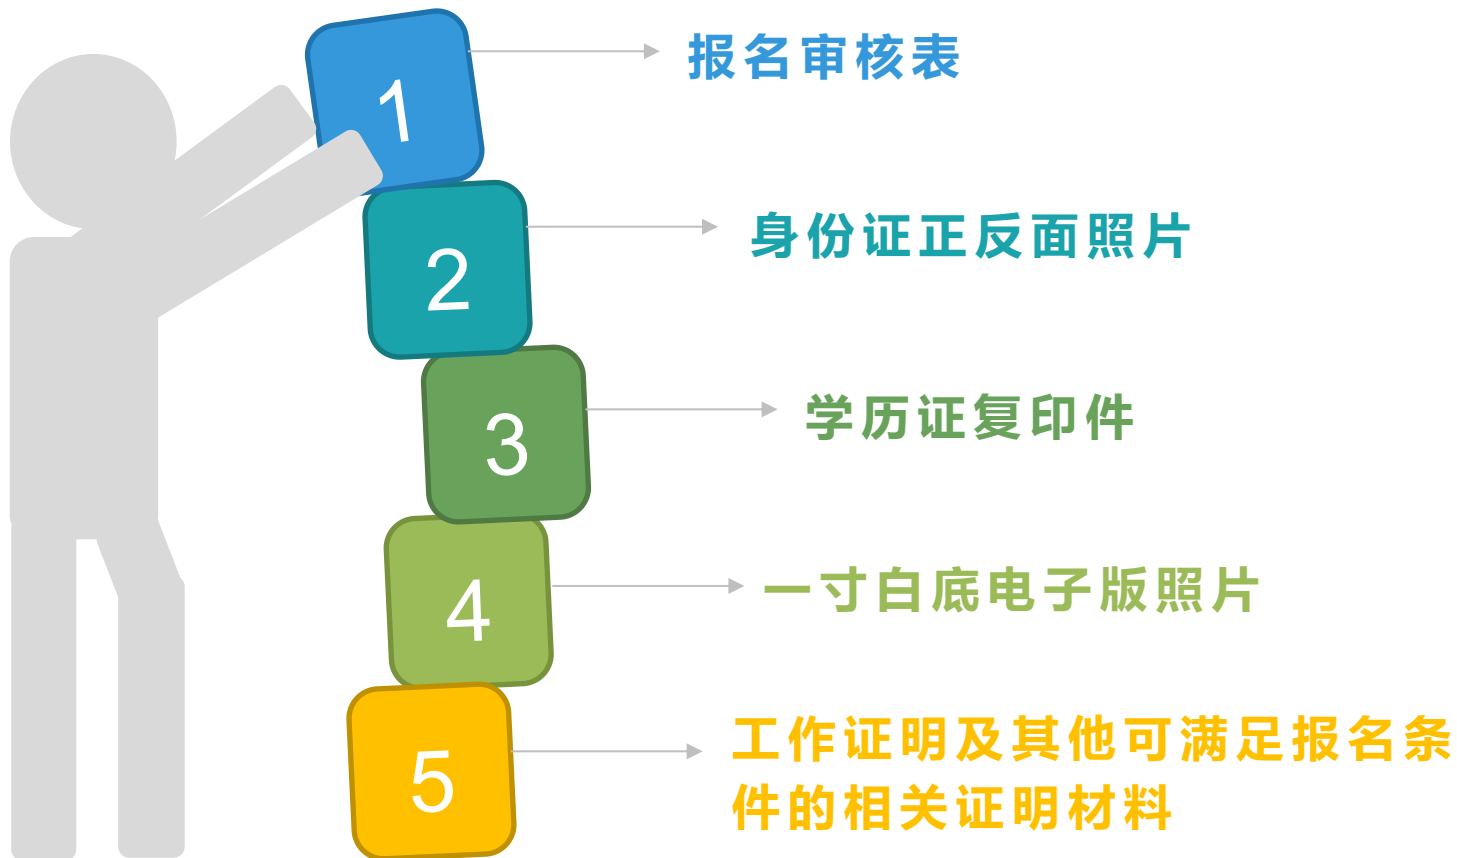 1
报名审核表
2
身份证正反面照片
3
学历证复印件
4
一寸白底电子版照片
5
工作证明及其他可满足报名条
件的相关证明材料